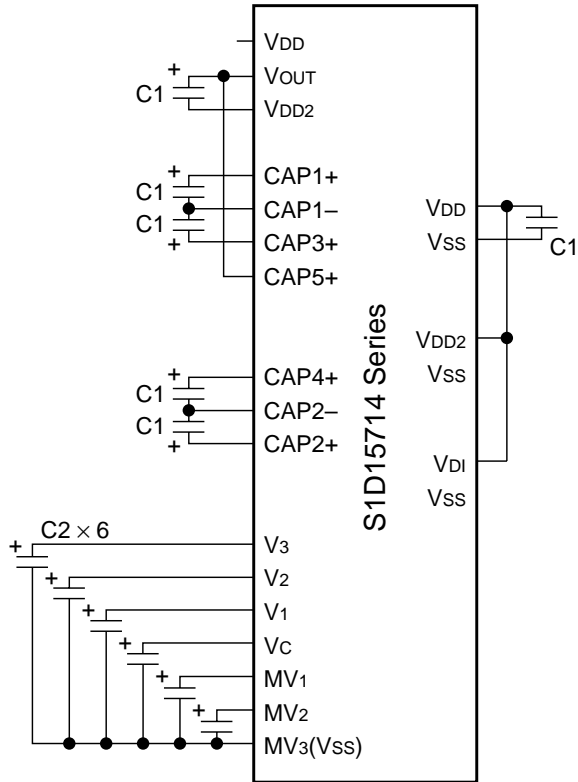 VDD
+
VOUT
C1
VDD2
+
CAP1+
C1
CAP1–
C1
CAP3+
+
CAP5+
+
CAP4+
C1
CAP2–
C1
CAP2+
+
S1D15714 Series
VDD
VSS
C1
VDD2
VSS
VDI
VSS
C2 × 6
+
V3
+
V2
+
V1
+
VC
+
MV1
+
MV2
MV3(VSS)